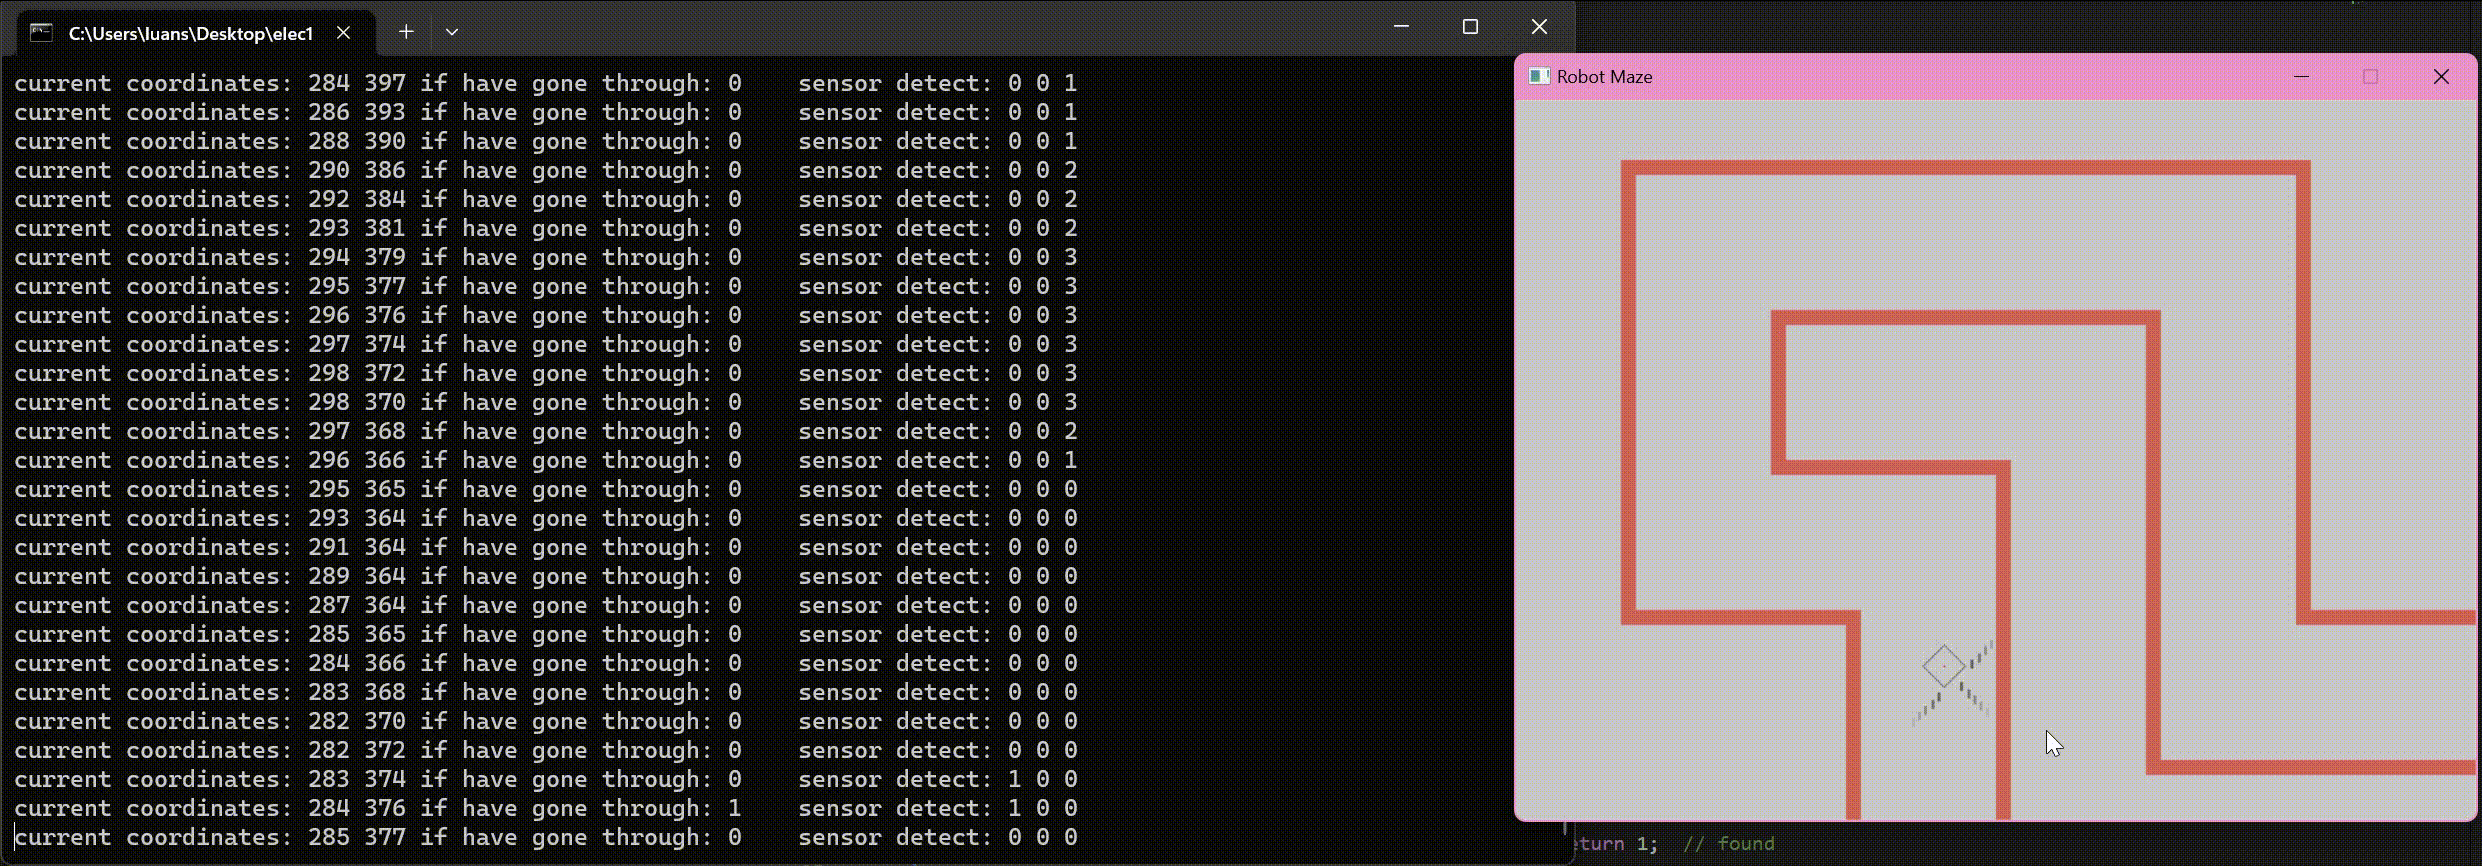 C:\Users\luans\Desktop\elec1
Robot Maze
current coordinates: 284 397 if have gone through: 0    sensor detect: 0 0 1
current coordinates: 286 393 if have gone through: 0    sensor detect: 0 0 1
current coordinates: 288 390 if have gone through: 0    sensor detect: 0 0 1
current coordinates: 290 386 if have gone through: 0    sensor detect: 0 0 2
current coordinates: 292 384 if have gone through: 0    sensor detect: 0 0 2
current coordinates: 293 381 if have gone through: 0    sensor detect: 0 0 2
current coordinates: 294 379 if have gone through: 0    sensor detect: 0 0 3
current coordinates: 295 377 if have gone through: 0    sensor detect: 0 0 3
current coordinates: 296 376 if have gone through: 0    sensor detect: 0 0 3
current coordinates: 297 374 if have gone through: 0    sensor detect: 0 0 3
current coordinates: 298 372 if have gone through: 0    sensor detect: 0 0 3
current coordinates: 298 370 if have gone through: 0    sensor detect: 0 0 3
current coordinates: 297 368 if have gone through: 0    sensor detect: 0 0 2
current coordinates: 296 366 if have gone through: 0    sensor detect: 0 0 1
current coordinates: 295 365 if have gone through: 0    sensor detect: 0 0 0
current coordinates: 293 364 if have gone through: 0    sensor detect: 0 0 0
current coordinates: 291 364 if have gone through: 0    sensor detect: 0 0 0
current coordinates: 289 364 if have gone through: 0    sensor detect: 0 0 0
current coordinates: 287 364 if have gone through: 0    sensor detect: 0 0 0
current coordinates: 285 365 if have gone through: 0    sensor detect: 0 0 0
current coordinates: 284 366 if have gone through: 0    sensor detect: 0 0 0
current coordinates: 283 368 if have gone through: 0    sensor detect: 0 0 0
current coordinates: 282 370 if have gone through: 0    sensor detect: 0 0 0
current coordinates: 282 372 if have gone through: 0    sensor detect: 0 0 0
current coordinates: 283 374 if have gone through: 0    sensor detect: 1 0 0
current coordinates: 284 376 if have gone through: 1    sensor detect: 1 0 0
current coordinates: 285 377 if have gone through: 0    sensor detect: 0 0 0
eturn 1;  // found